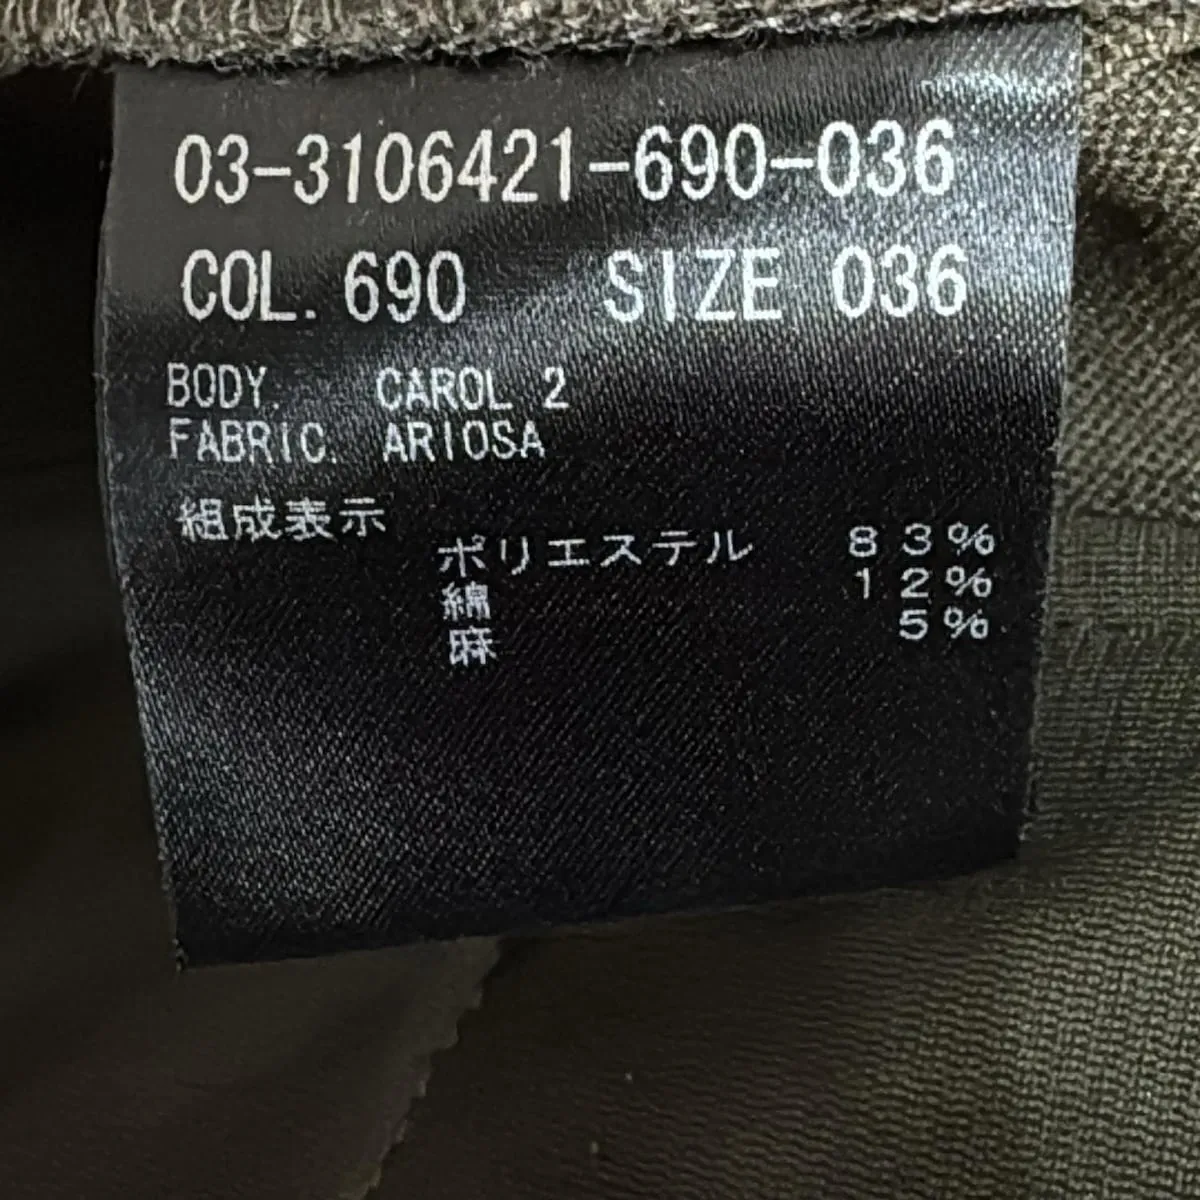 03-3106421-690-036
COL. 690 SIZE 036
BODY. CAROL 2
FABRIC. ARIOSA
組成表示
ポリエステル 83%
綿 12%
麻 5%